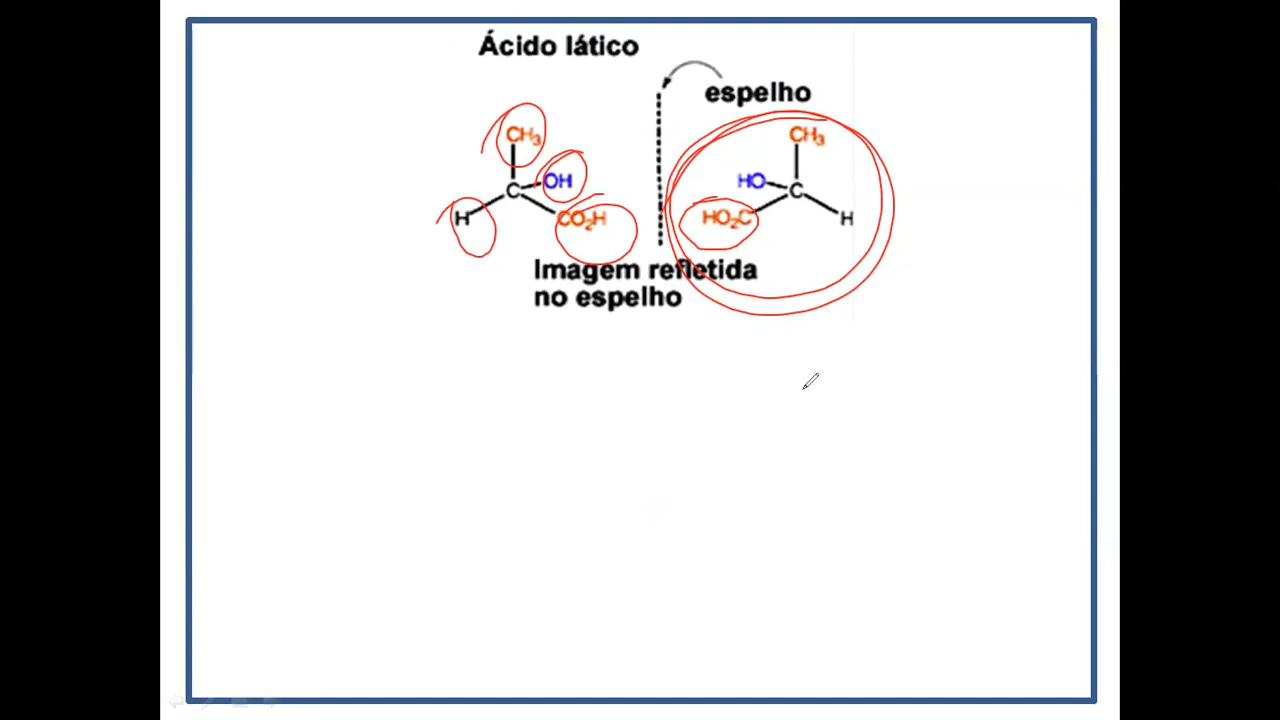 Ácido lático
espelho
CH₃
OH
C
H
CO₂H
CH₃
HO
C
HO₂C
H
Imagem refletida
no espelho